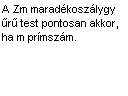 A Zm maradékoszálygy
űrű test pontosan akkor,
ha m prímszám.